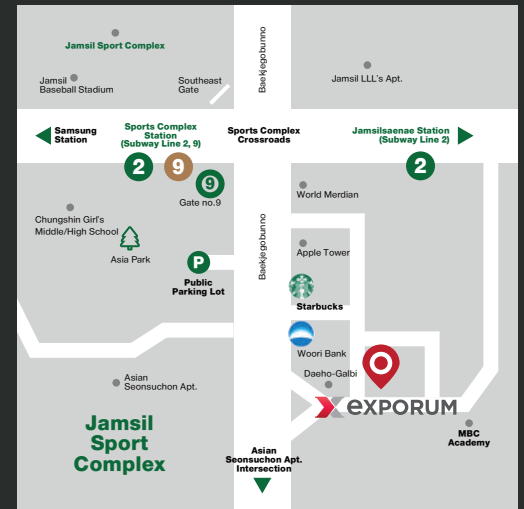 Jamsil Sport Complex
Baekjegobunno
Jamsil
Baseball Stadium
Southeast
Gate
Jamsil LLL's Apt.
Samsung
Station
Sports Complex
Station
(Subway Line 2, 9)
Sports Complex
Crossroads
Jamsilsaenae Station
(Subway Line 2)
2
9
9
2
Gate no.9
World Merdian
Chungshin Girl's
Middle/High School
Asia Park
Baekjegobunno
Apple Tower
P
Public
Parking Lot
Starbucks
Woori Bank
Daeho-Galbi
Asian
Seonsuchon Apt.
EXPORUM
Jamsil
Sport
Complex
MBC
Academy
Asian
Seonsuchon Apt.
Intersection